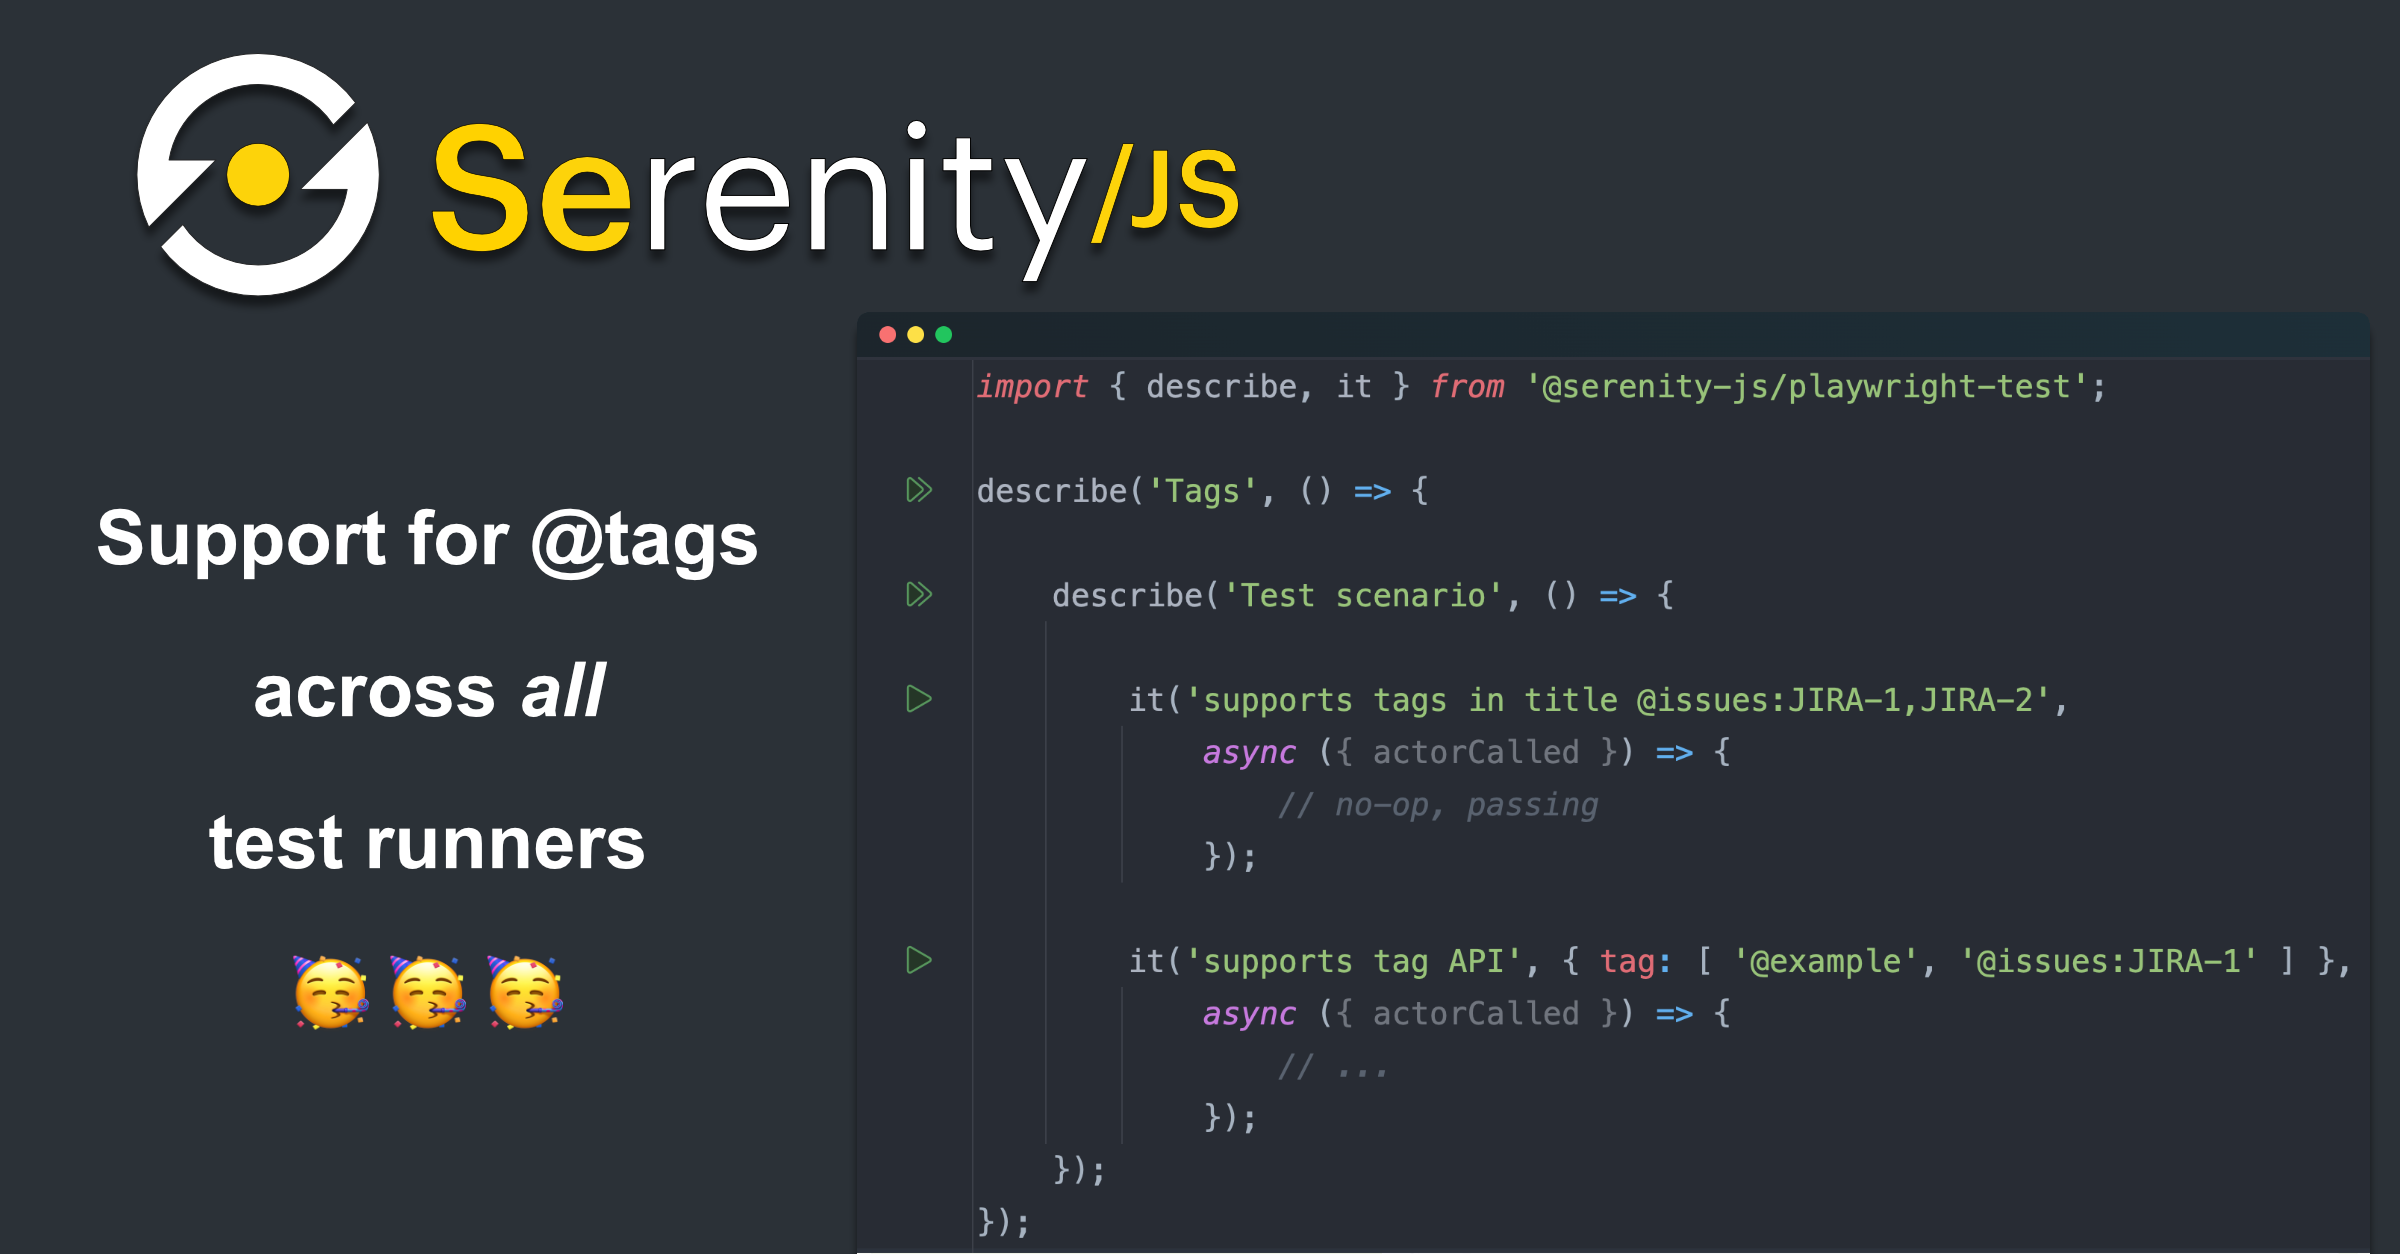 Serenity/JS
Support for @tags
across all
test runners
import { describe, it } from '@serenity-js/playwright-test';
describe('Tags', () => {
describe('Test scenario', () => {
it('supports tags in title @issues:JIRA-1,JIRA-2',
async ({ actorCalled }) => {
// no-op, passing
});
it('supports tag API', { tag: [ '@example', '@issues:JIRA-1' ] },
async ({ actorCalled }) => {
// ...
});
});
});